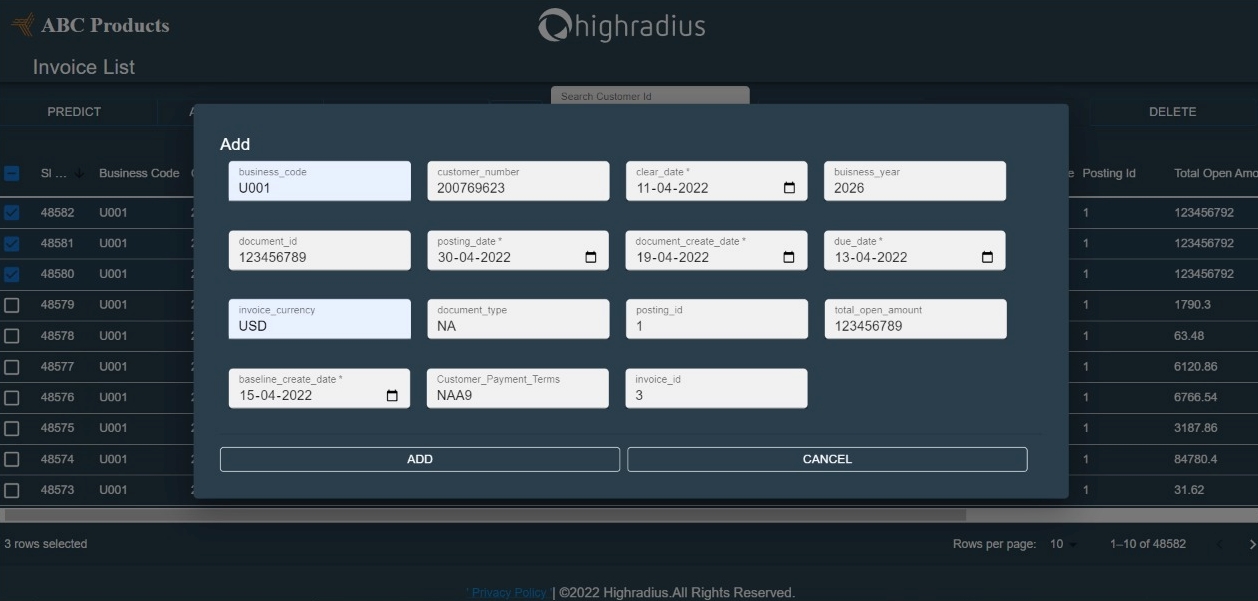 ABC Products
highradius
Invoice List
Search Customer Id
PREDICT
DELETE
Add
business_code customer_number clear_date * buisness_year
U001 200769623 11-04-2022 2026
Sl ... Business Code Posting Id Total Open Amo
48582 U001 1 123456792
document_id posting_date * document_create_date * due_date *
123456789 30-04-2022 19-04-2022 13-04-2022
48581 U001 1 123456792
48580 U001 1 123456792
48579 U001 1 1790.3
invoice_currency document_type posting_id total_open_amount
USD NA 1 123456789
48578 U001 1 63.48
48577 U001 1 6120.86
baseline_create_date * Customer_Payment_Terms invoice_id
15-04-2022 NAA9 3
48576 U001 1 6766.54
48575 U001 1 3187.86
48574 U001 1 84780.4
ADD CANCEL
48573 U001 1 31.62
3 rows selected Rows per page: 10 1–10 of 48582
Privacy Policy | ©2022 Highradius.All Rights Reserved.